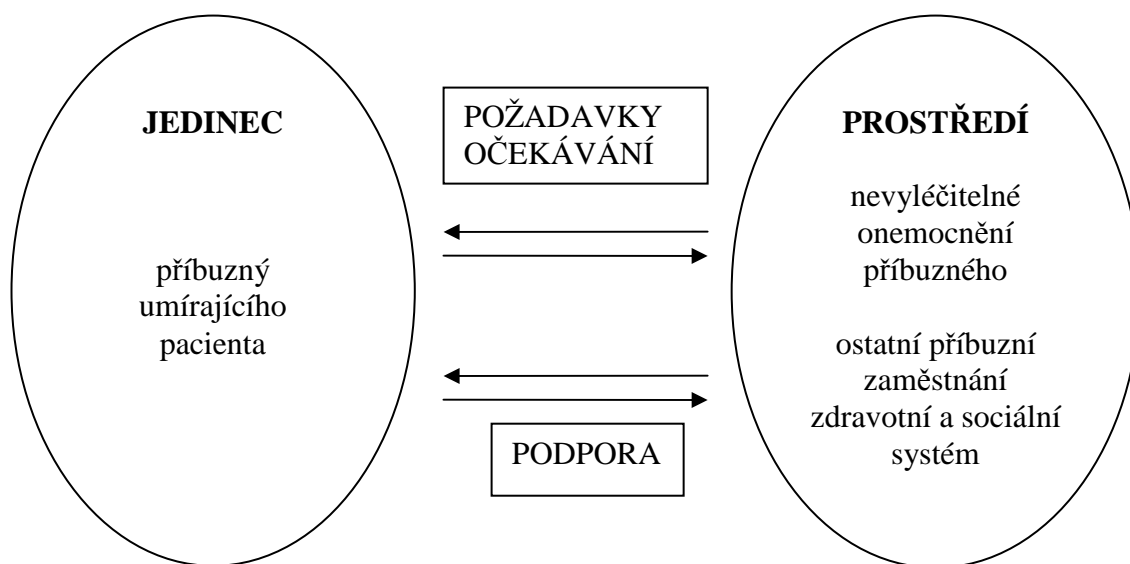 JEDINEC
příbuzný
umírajícího
pacienta
POŽADAVKY
OČEKÁVÁNÍ
PODPORA
PROSTŘEDÍ
nevyléčitelné
onemocnění
příbuzného
ostatní příbuzní
zaměstnání
zdravotní a sociální
systém